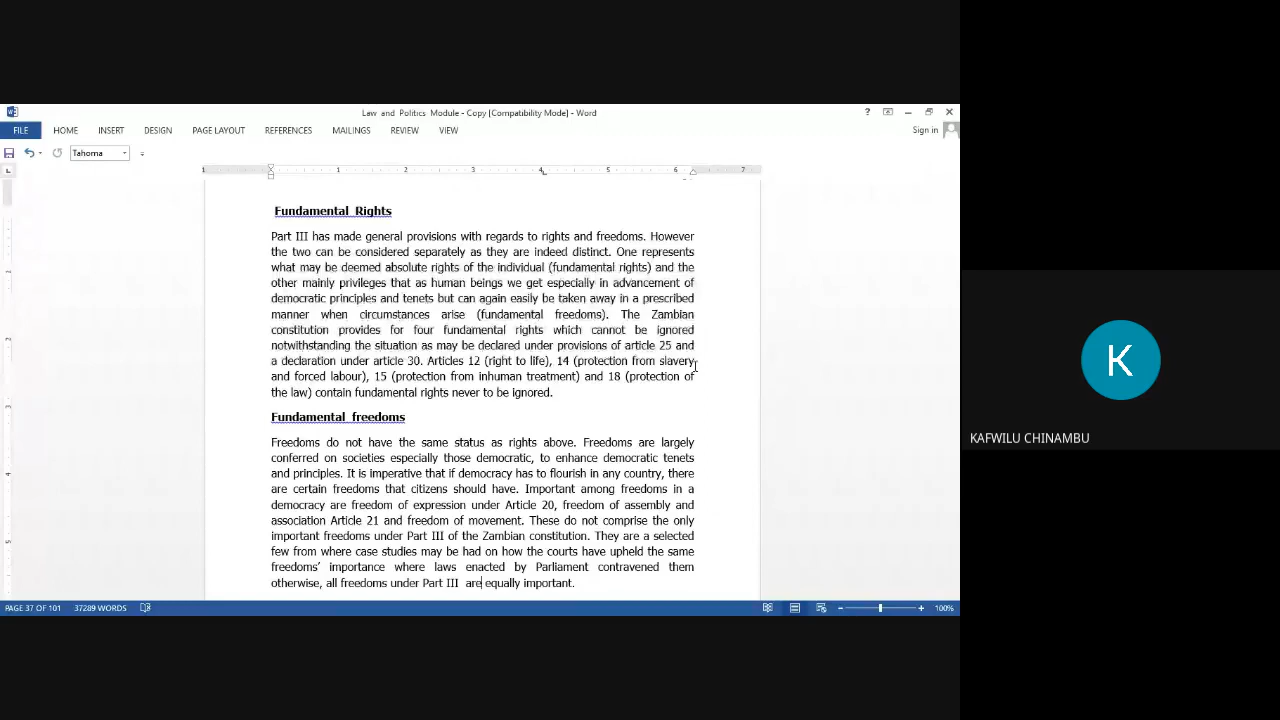 Law and Politics Module - Copy [Compatibility Mode] - Word
?
FILE HOME INSERT DESIGN PAGE LAYOUT REFERENCES MAILINGS REVIEW VIEW
Sign in
Tahoma
1 1 2 3 4 5 6 7
Fundamental Rights
Part III has made general provisions with regards to rights and freedoms. However
the two can be considered separately as they are indeed distinct. One represents
what may be deemed absolute rights of the individual (fundamental rights) and the
other mainly privileges that as human beings we get especially in advancement of
democratic principles and tenets but can again easily be taken away in a prescribed
manner when circumstances arise (fundamental freedoms). The Zambian
constitution provides for four fundamental rights which cannot be ignored
notwithstanding the situation as may be declared under provisions of article 25 and
a declaration under article 30. Articles 12 (right to life), 14 (protection from slavery
and forced labour), 15 (protection from inhuman treatment) and 18 (protection of
the law) contain fundamental rights never to be ignored.
Fundamental freedoms
Freedoms do not have the same status as rights above. Freedoms are largely
conferred on societies especially those democratic, to enhance democratic tenets
and principles. It is imperative that if democracy has to flourish in any country, there
are certain freedoms that citizens should have. Important among freedoms in a
democracy are freedom of expression under Article 20, freedom of assembly and
association Article 21 and freedom of movement. These do not comprise the only
important freedoms under Part III of the Zambian constitution. They are a selected
few from where case studies may be had on how the courts have upheld the same
freedoms' importance where laws enacted by Parliament contravened them
otherwise, all freedoms under Part III are equally important.
PAGE 37 OF 101 37289 WORDS
100%
K
KAFWILU CHINAMBU